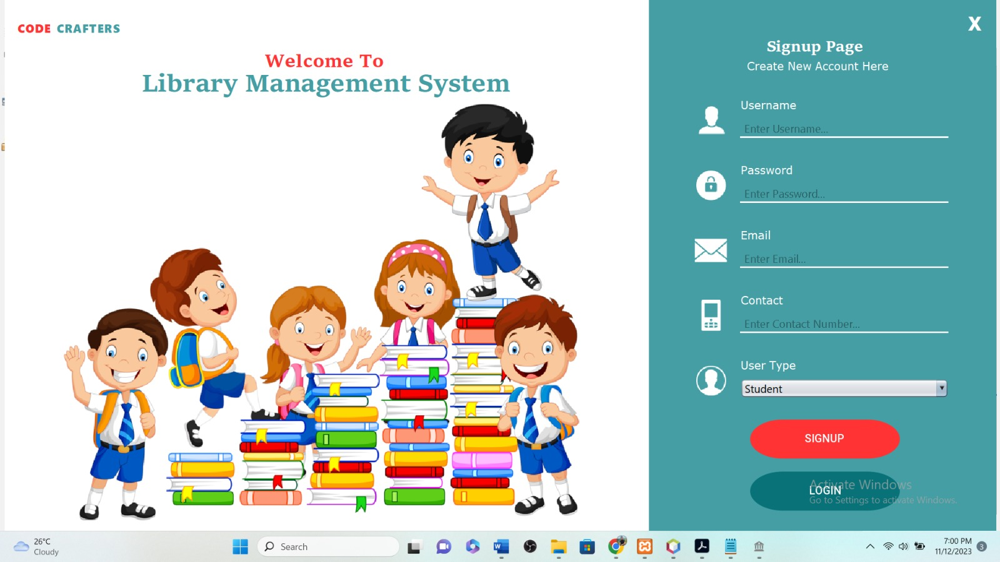 CODE CRAFTERS
Welcome To
Library Management System
X
Signup Page
Create New Account Here
Username
Enter Username...
Password
Enter Password...
Email
Enter Email...
Contact
Enter Contact Number...
User Type
Student
SIGNUP
LOGIN
Activate Windows
Go to Settings to activate Windows.
26°C
Cloudy
Search
7:00 PM
11/12/2023
3